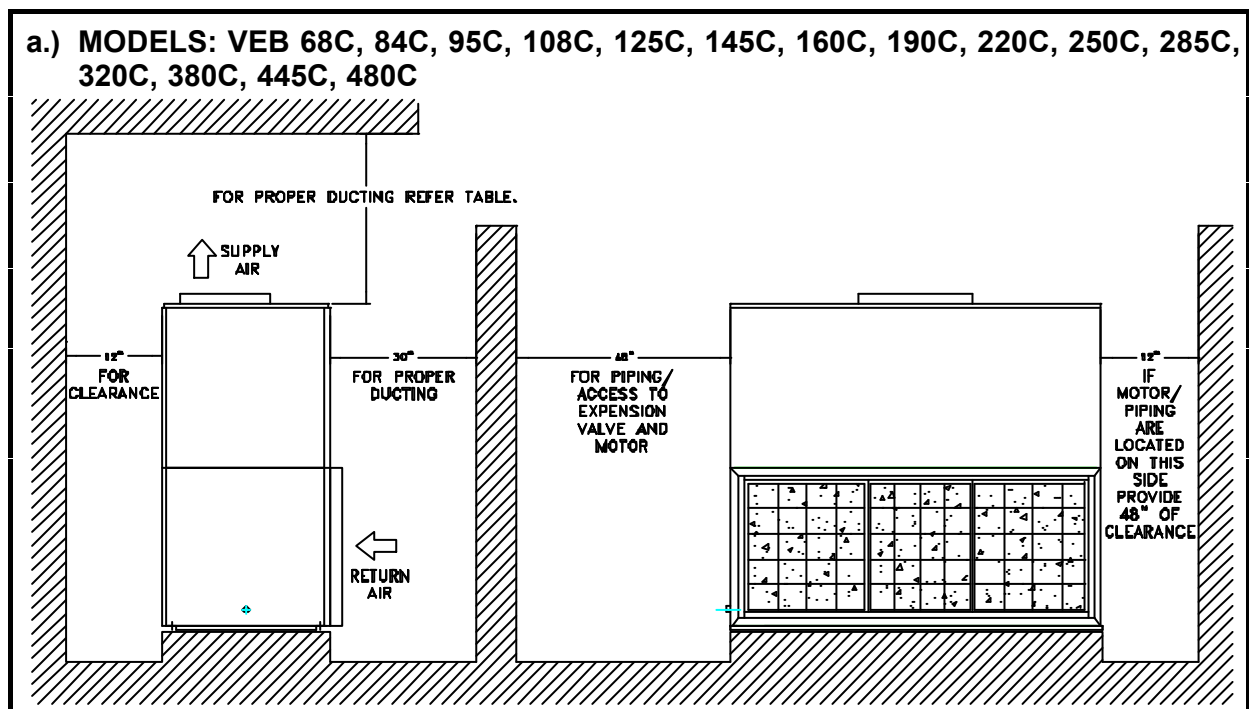 a.) MODELS: VEB 68C, 84C, 95C, 108C, 125C, 145C, 160C, 190C, 220C, 250C, 285C,
320C, 380C, 445C, 480C
FOR PROPER DUCTING REFER TABLE.
SUPPLY
AIR
12"
FOR
CLEARANCE
30"
FOR PROPER
DUCTING
RETURN
AIR
48"
FOR PIPING/
ACCESS TO
EXPENSION
VALVE AND
MOTOR
12"
IF
MOTOR/
PIPING
ARE
LOCATED
ON THIS
SIDE
PROVIDE
48" OF
CLEARANCE